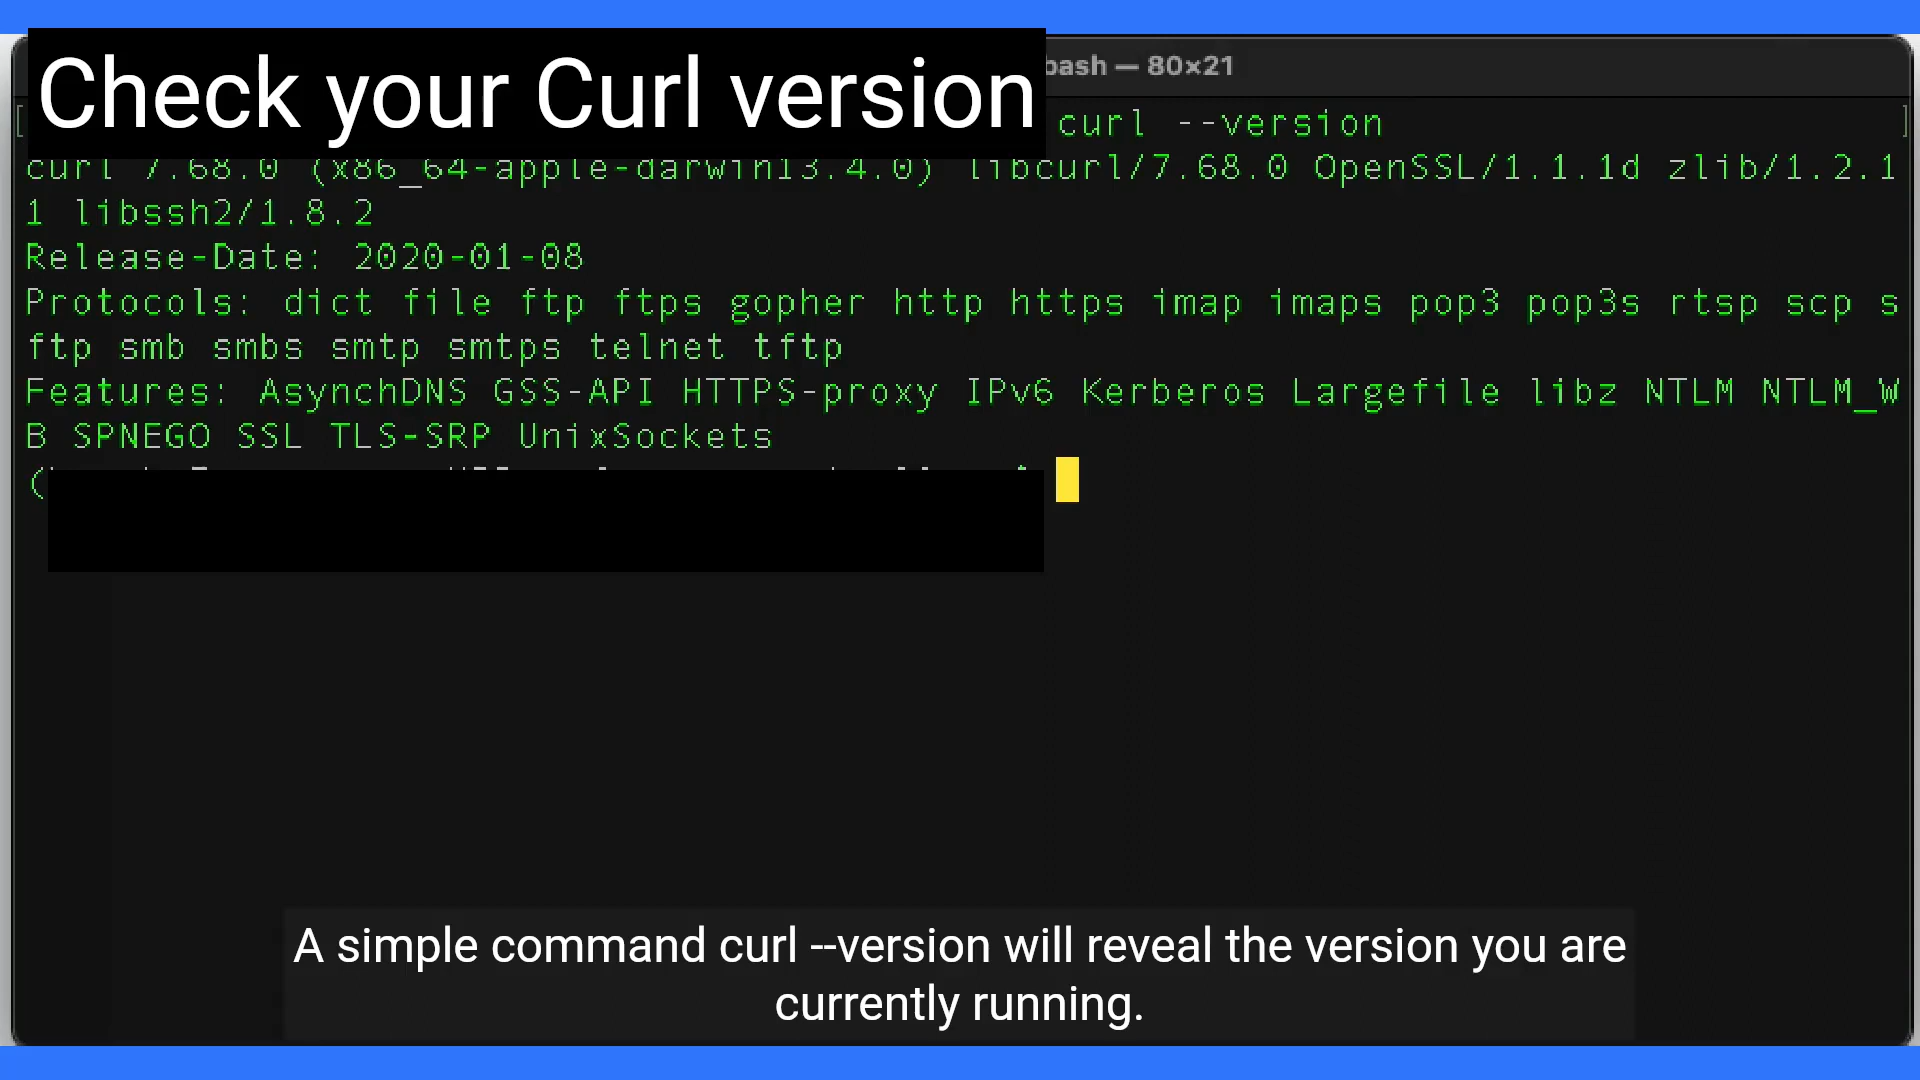 Check your Curl version
bash — 80×21
curl --version
curl 7.68.0 (x86_64-apple-darwin13.4.0) libcurl/7.68.0 OpenSSL/1.1.1d zlib/1.2.1
1 libssh2/1.8.2
Release-Date: 2020-01-08
Protocols: dict file ftp ftps gopher http https imap imaps pop3 pop3s rtsp scp s
ftp smb smbs smtp smtps telnet tftp
Features: AsynchDNS GSS-API HTTPS-proxy IPv6 Kerberos Largefile libz NTLM NTLM_W
B SPNEGO SSL TLS-SRP UnixSockets
(
A simple command curl --version will reveal the version you are
currently running.